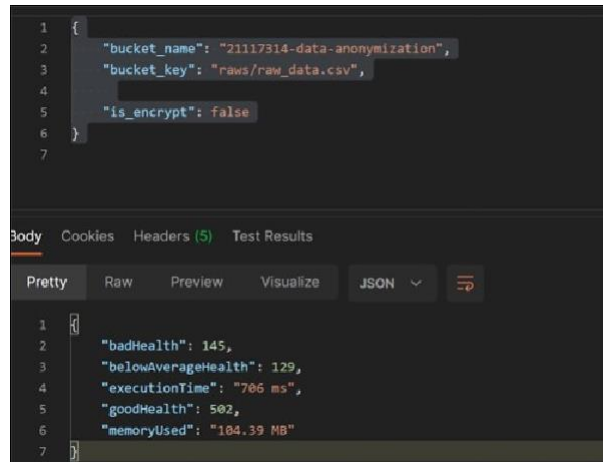 1 {
2 "bucket_name": "21117314-data-anonymization",
3 "bucket_key": "raws/raw_data.csv",
4
5 "is_encrypt": false
6 }
7
Body Cookies Headers (5) Test Results
Pretty Raw Preview Visualize JSON
1 {
2 "badHealth": 145,
3 "belowAverageHealth": 129,
4 "executionTime": "706 ms",
5 "goodHealth": 502,
6 "memoryUsed": "104.39 MB"
7 }